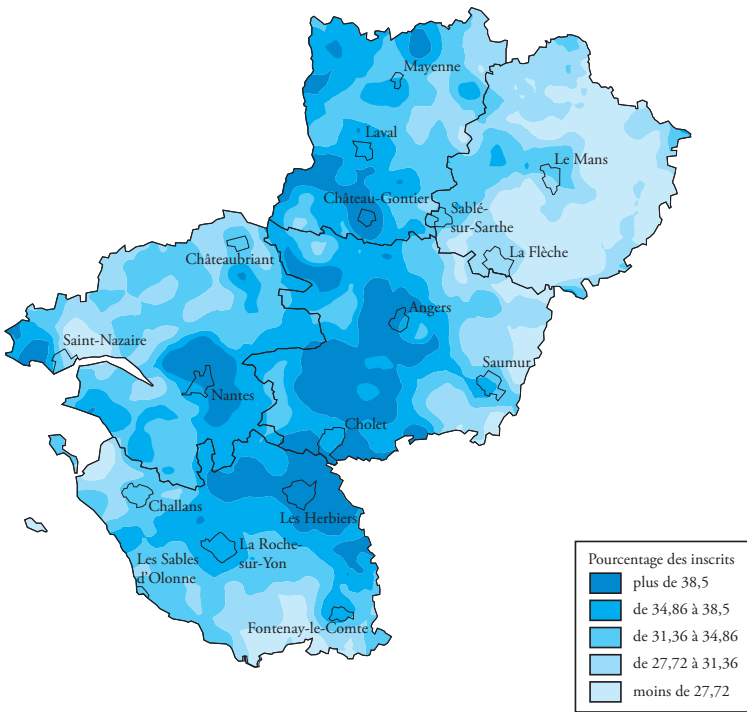 Mayenne
Laval
Le Mans
Château-Gontier
Sablé-
sur-Sarthe
La Flèche
Châteaubriant
Angers
Saint-Nazaire
Saumur
Nantes
Cholet
Challans
Les Herbiers
La Roche-
sur-Yon
Les Sables
d'Olonne
Fontenay-le-Comte
Pourcentage des inscrits
plus de 38,5
de 34,86 à 38,5
de 31,36 à 34,86
de 27,72 à 31,36
moins de 27,72